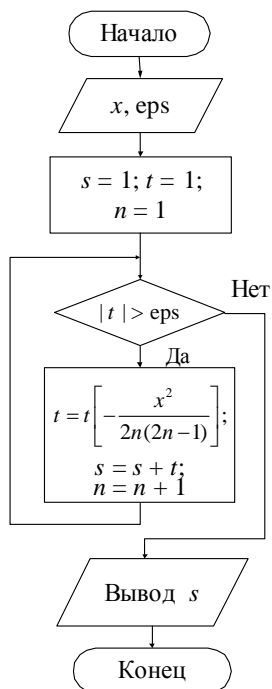 Начало
x, eps
s = 1; t = 1;
n = 1
| t | > eps
Нет
Да
t = t[-x²/2n(2n−1)];
s = s + t;
n = n + 1
Вывод s
Конец